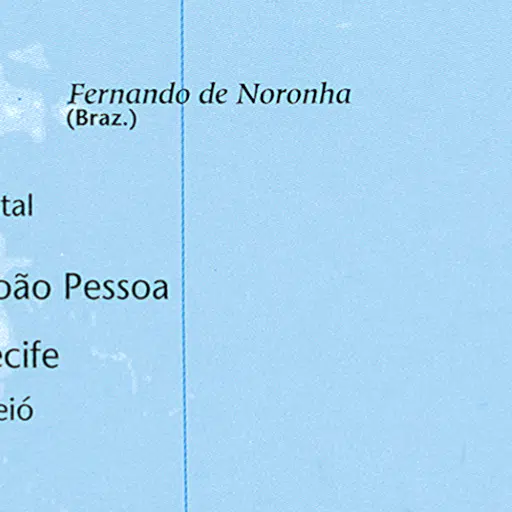 Fernando de Noronha
(Braz.)
tal
oão Pessoa
ecife
eió